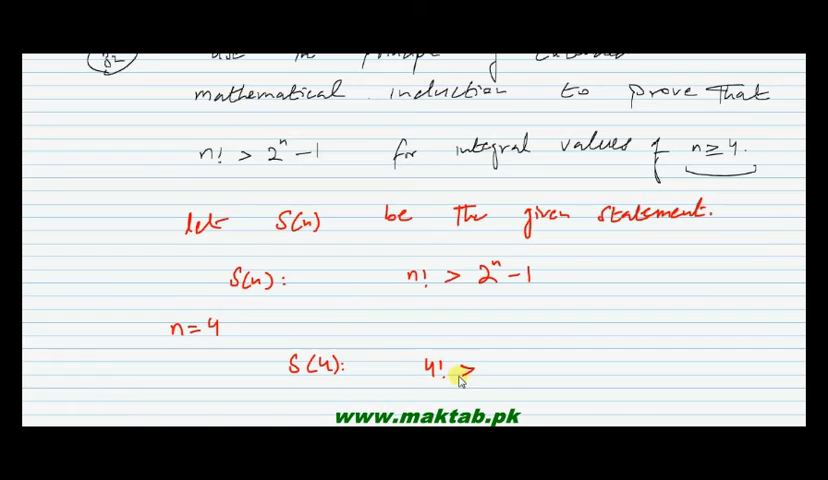 mathematical induction to prove that
n! > 2ⁿ - 1 for integral values of n ≥ 4.
let S(n) be the given statement.
S(n): n! > 2ⁿ - 1
n = 4
S(4): 4! >
www.maktab.pk